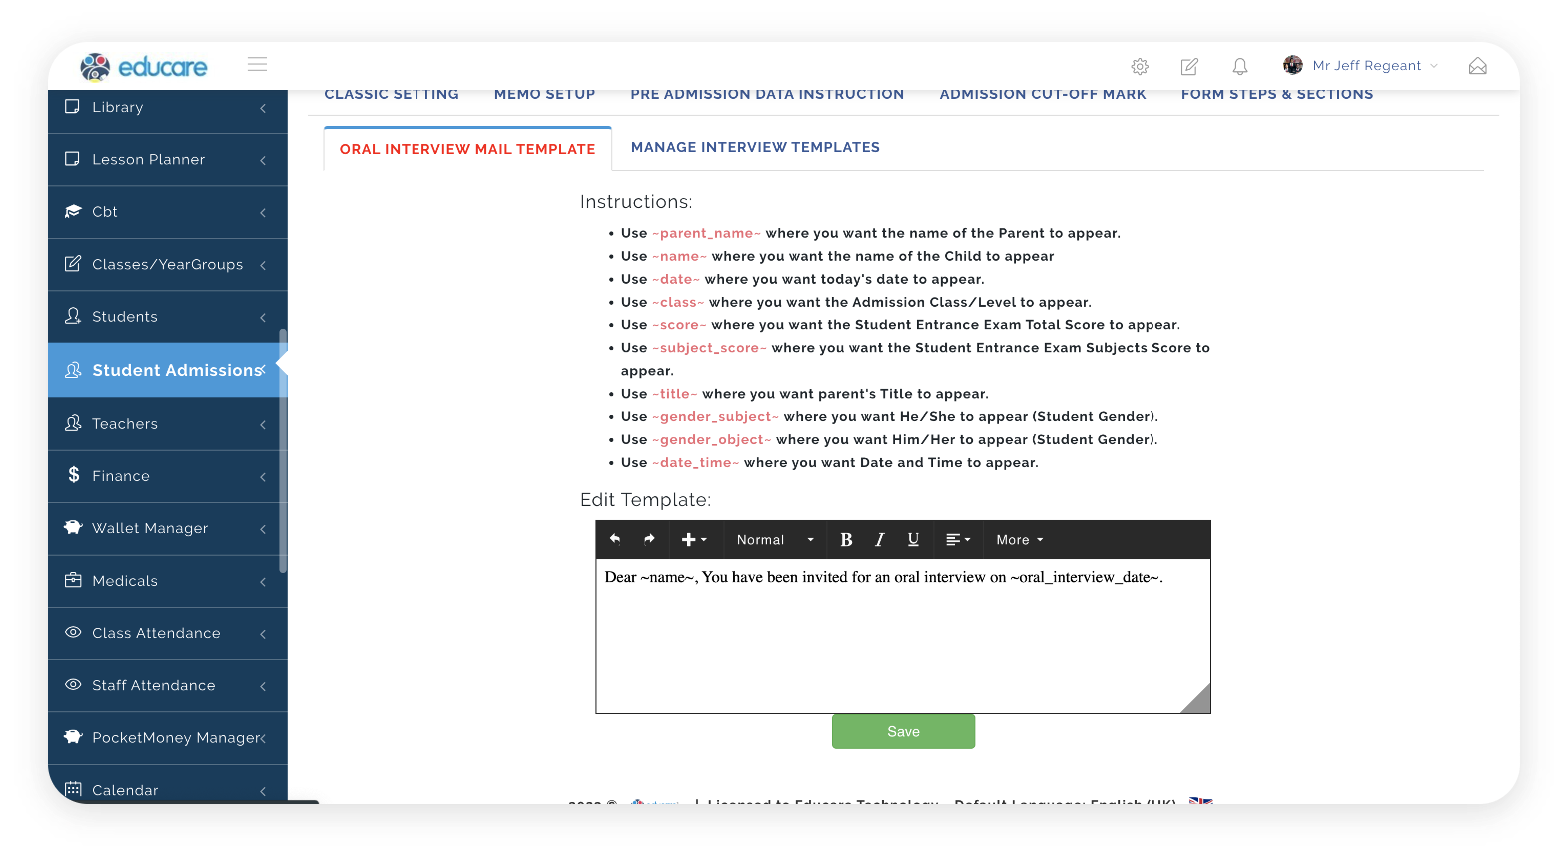 educare
Mr Jeff Regeant
CLASSIC SETTING MEMO SETUP PRE ADMISSION DATA INSTRUCTION ADMISSION CUT-OFF MARK FORM STEPS & SECTIONS
ORAL INTERVIEW MAIL TEMPLATE MANAGE INTERVIEW TEMPLATES
Library
Lesson Planner
Cbt
Classes/YearGroups
Students
Student Admissions
Teachers
Finance
Wallet Manager
Medicals
Class Attendance
Staff Attendance
PocketMoney Manager
Calendar
Instructions:
• Use ~parent_name~ where you want the name of the Parent to appear.
• Use ~name~ where you want the name of the Child to appear
• Use ~date~ where you want today's date to appear.
• Use ~class~ where you want the Admission Class/Level to appear.
• Use ~score~ where you want the Student Entrance Exam Total Score to appear.
• Use ~subject_score~ where you want the Student Entrance Exam Subjects Score to
appear.
• Use ~title~ where you want parent's Title to appear.
• Use ~gender_subject~ where you want He/She to appear (Student Gender).
• Use ~gender_object~ where you want Him/Her to appear (Student Gender).
• Use ~date_time~ where you want Date and Time to appear.
Edit Template:
Normal B I U More
Dear ~name~, You have been invited for an oral interview on ~oral_interview_date~.
Save
| Licensed to Educare Technology Default Language: English (UK)